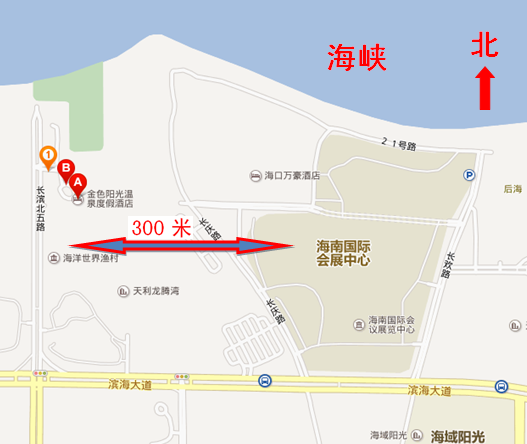 海峡
北
21号路
1
B
A
金色阳光温
泉度假酒店
海口万豪酒店
P
后海
长滨北五路
300 米
长庆路
海南国际
会展中心
长欢路
海洋世界渔村
天利龙腾湾
长庆路
海南国际会
议展览中心
滨海大道
滨海大道
海域阳光
海域阳光